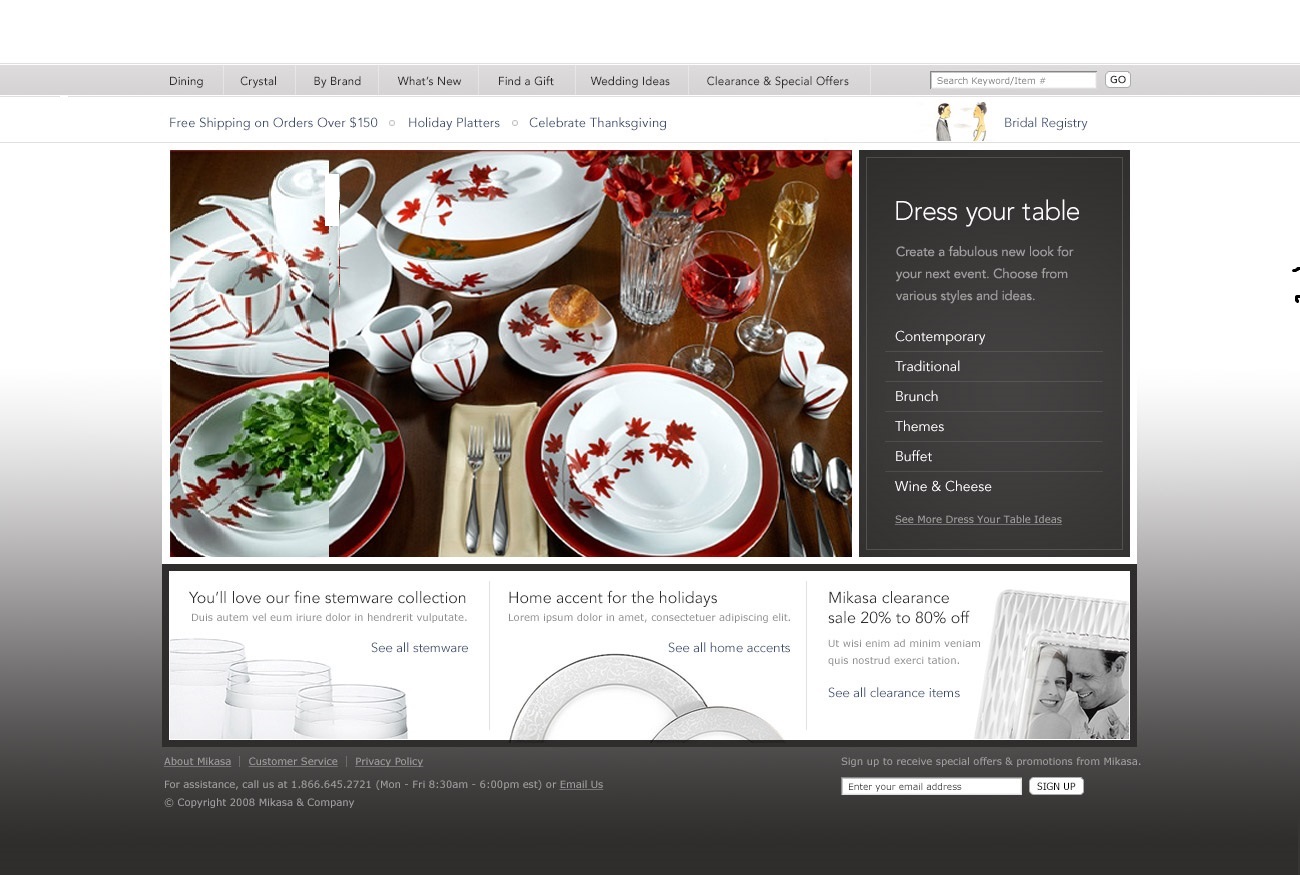 Dining Crystal By Brand What's New Find a Gift Wedding Ideas Clearance & Special Offers Search Keyword/Item # GO
Free Shipping on Orders Over $150 Holiday Platters Celebrate Thanksgiving Bridal Registry
Dress your table
Create a fabulous new look for
your next event. Choose from
various styles and ideas.
Contemporary
Traditional
Brunch
Themes
Buffet
Wine & Cheese
See More Dress Your Table Ideas
You'll love our fine stemware collection
Duis autem vel eum iriure dolor in hendrerit vulputate.
See all stemware
Home accent for the holidays
Lorem ipsum dolor in amet, consectetuer adipiscing elit.
See all home accents
Mikasa clearance
sale 20% to 80% off
Ut wisi enim ad minim veniam
quis nostrud exerci tation.
See all clearance items
About Mikasa | Customer Service | Privacy Policy
For assistance, call us at 1.866.645.2721 (Mon - Fri 8:30am - 6:00pm est) or Email Us
© Copyright 2008 Mikasa & Company
Sign up to receive special offers & promotions from Mikasa.
Enter your email address SIGN UP